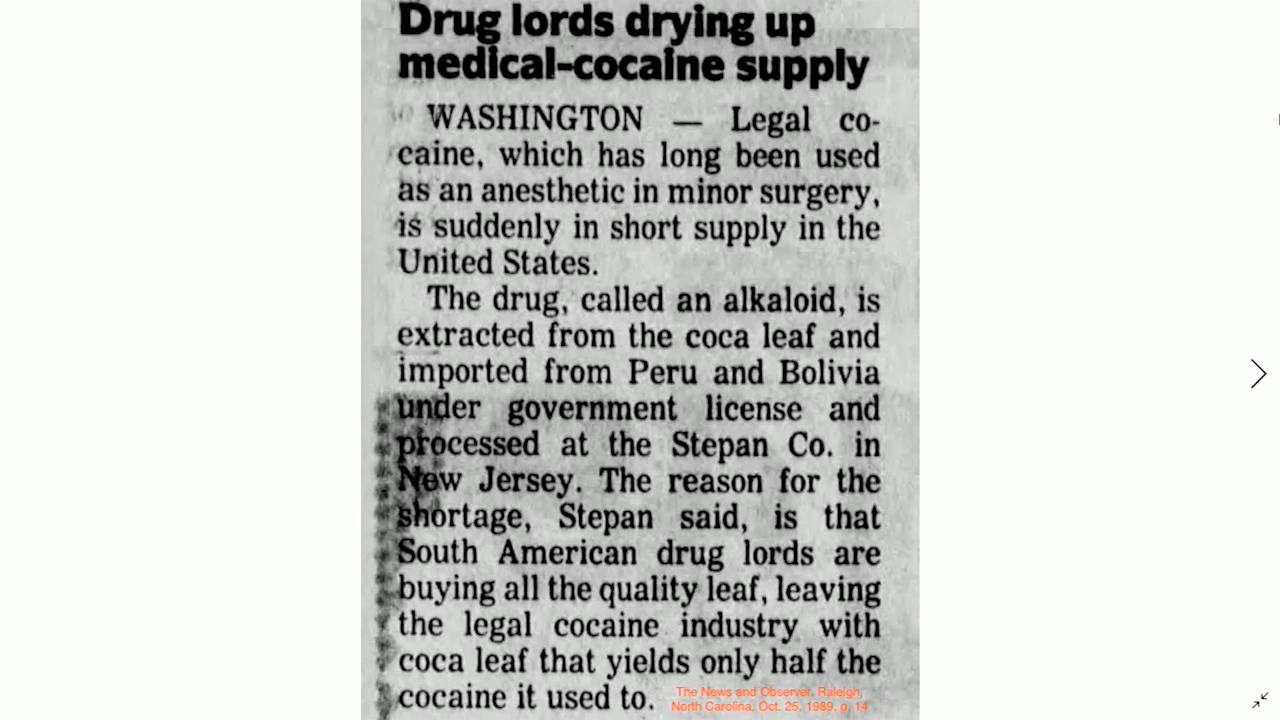 Drug lords drying up
medical-cocaine supply
WASHINGTON — Legal co-
caine, which has long been used
as an anesthetic in minor surgery,
is suddenly in short supply in the
United States.
The drug, called an alkaloid, is
extracted from the coca leaf and
imported from Peru and Bolivia
under government license and
processed at the Stepan Co. in
New Jersey. The reason for the
shortage, Stepan said, is that
South American drug lords are
buying all the quality leaf, leaving
the legal cocaine industry with
coca leaf that yields only half the
cocaine it used to.
The News and Observer, Raleigh,
North Carolina, Oct. 25, 1989, p. 14